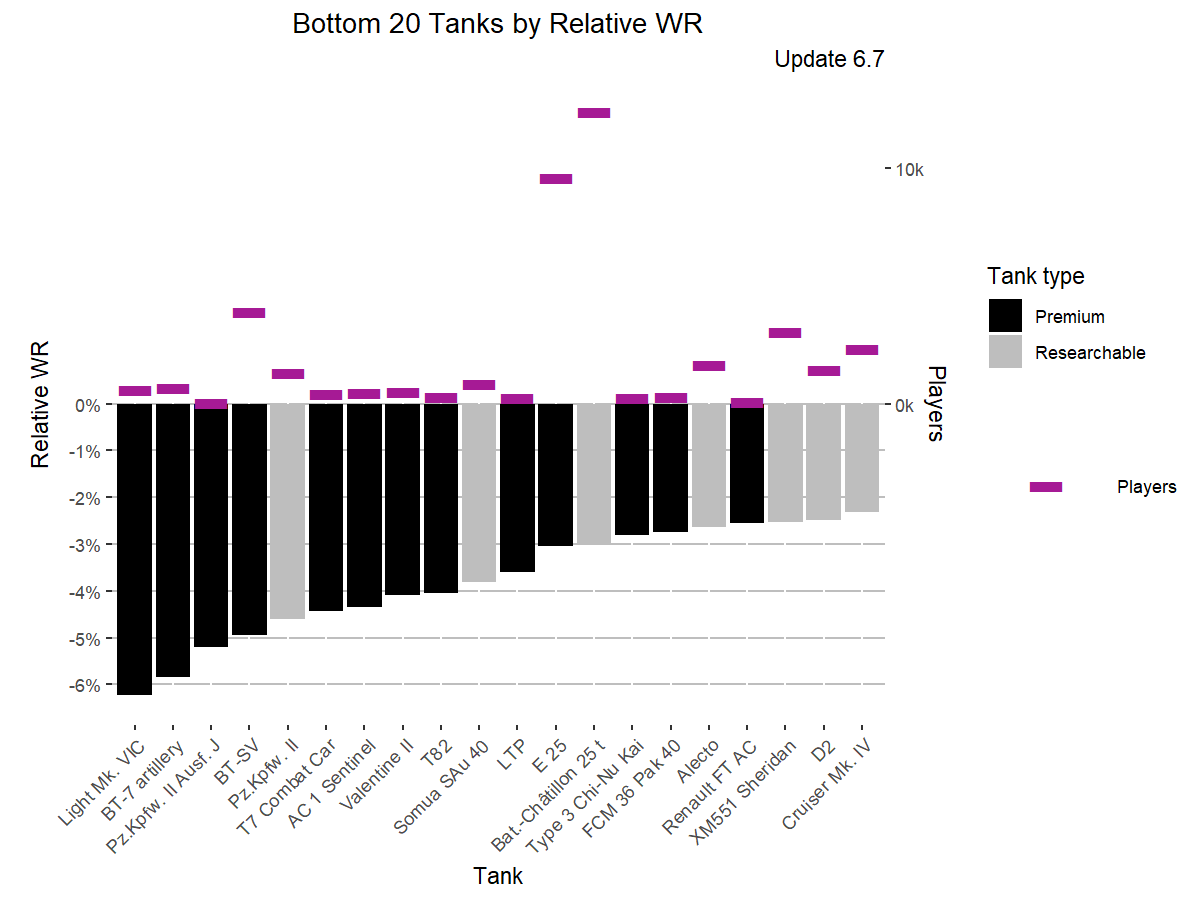 Bottom 20 Tanks by Relative WR
Update 6.7
Relative WR
0%
-1%
-2%
-3%
-4%
-5%
-6%
10k
0k
Players
Tank type
Premium
Researchable
Players
Light Mk. VIC
BT-7 artillery
Pz.Kpfw. II Ausf. J
BT-SV
Pz.Kpfw. II
T7 Combat Car
AC 1 Sentinel
Valentine II
T82
Somua SAu 40
LTP
E 25
Bat.-Châtillon 25 t
Type 3 Chi-Nu Kai
FCM 36 Pak 40
Alecto
Renault FT AC
XM551 Sheridan
D2
Cruiser Mk. IV
Tank